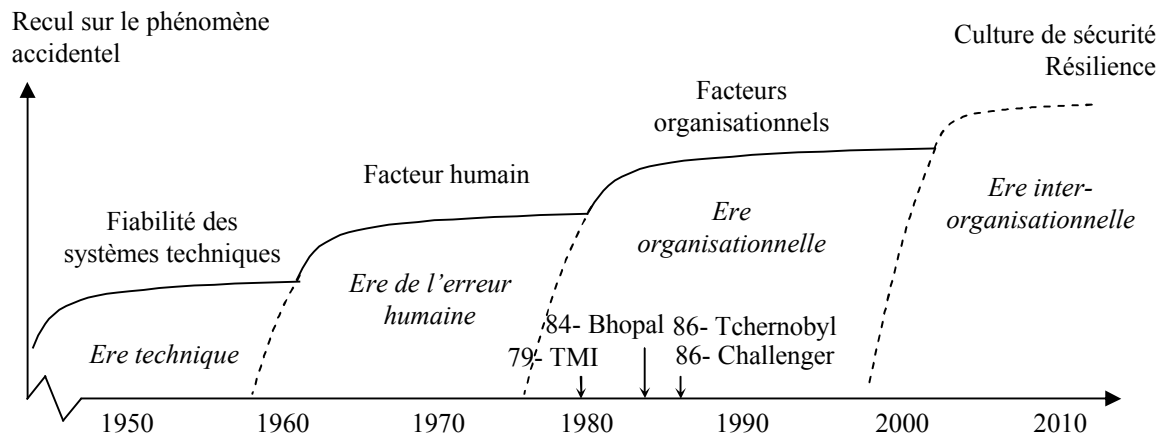 Recul sur le phénomène
accidentel
Culture de sécurité
Résilience
Facteurs
organisationnels
Facteur humain
Fiabilité des
systèmes techniques
Ere inter-
organisationnelle
Ere
organisationnelle
Ere de l’erreur
humaine
Ere technique
84- Bhopal
86- Tchernobyl
79- TMI
86- Challenger
1950
1960
1970
1980
1990
2000
2010